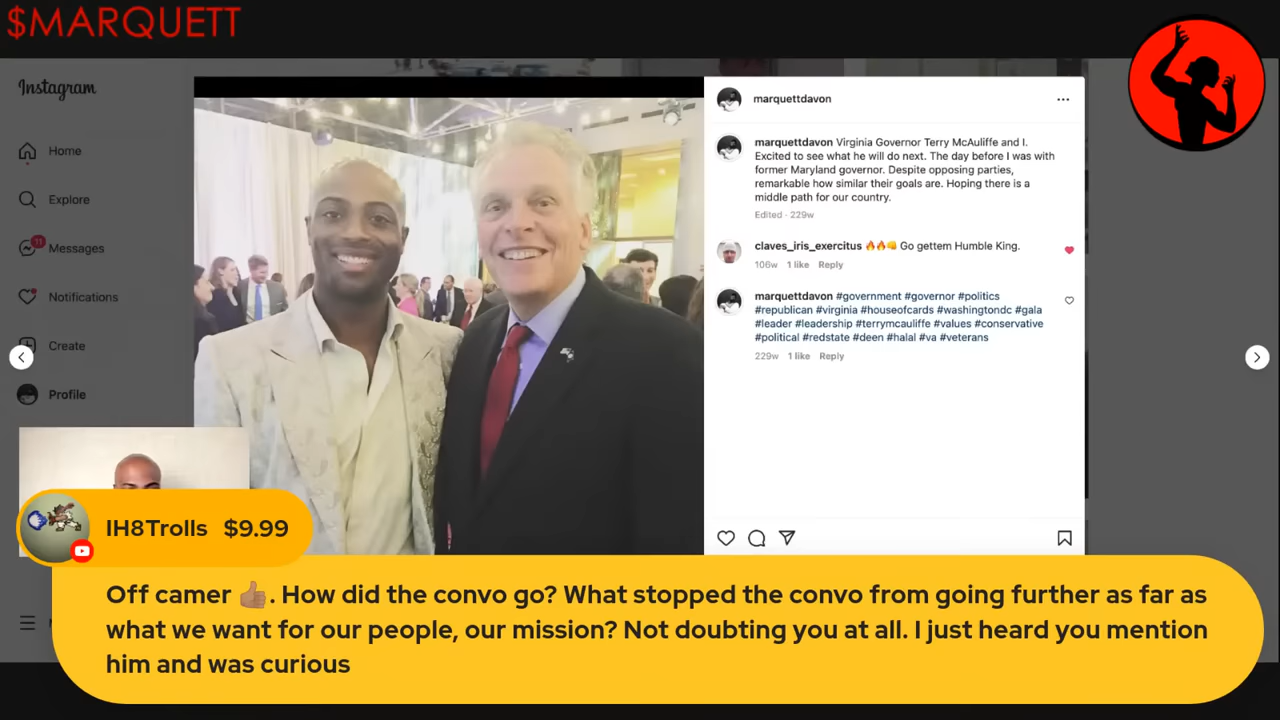 $MARQUETT
Instagram
Home
Explore
11
Messages
Notifications
Create
Profile
marquettdavon
marquettdavon Virginia Governor Terry McAuliffe and I.
Excited to see what he will do next. The day before I was with
former Maryland governor. Despite opposing parties,
remarkable how similar their goals are. Hoping there is a
middle path for our country.
Edited · 229w
claves_iris_exercitus 🔥🔥👊 Go gettem Humble King.
106w 1 like Reply
marquettdavon #government #governor #politics
#republican #virginia #houseofcards #washingtondc #gala
#leader #leadership #terrymcauliffe #values #conservative
#political #redstate #deen #halal #va #veterans
229w 1 like Reply
IH8Trolls $9.99
Off camer 👍🏽. How did the convo go? What stopped the convo from going further as far as
what we want for our people, our mission? Not doubting you at all. I just heard you mention
him and was curious